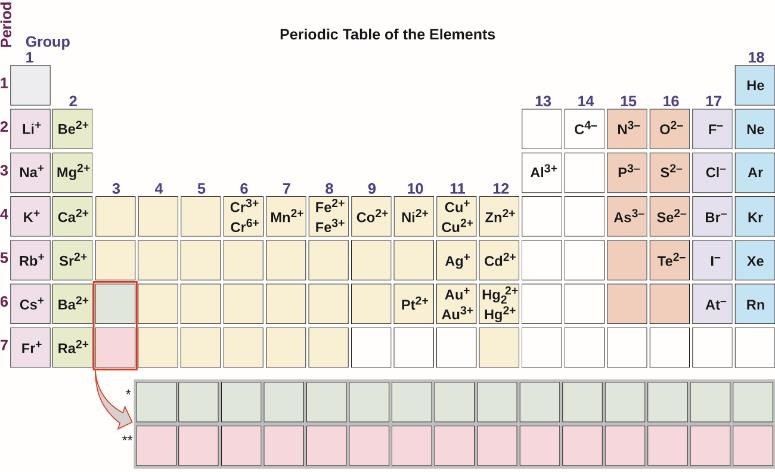 Periodic Table of the Elements
Period
Group
1
18
1
He
2
13 14 15 16 17
2
Li⁺ Be²⁺ C⁴⁻ N³⁻ O²⁻ F⁻ Ne
3
Na⁺ Mg²⁺ Al³⁺ P³⁻ S²⁻ Cl⁻ Ar
3 4 5 6 7 8 9 10 11 12
4
K⁺ Ca²⁺ Cr³⁺ Cr⁶⁺ Mn²⁺ Fe²⁺ Fe³⁺ Co²⁺ Ni²⁺ Cu⁺ Cu²⁺ Zn²⁺ As³⁻ Se²⁻ Br⁻ Kr
5
Rb⁺ Sr²⁺ Ag⁺ Cd²⁺ Te²⁻ I⁻ Xe
6
Cs⁺ Ba²⁺ Pt²⁺ Au⁺ Au³⁺ Hg₂²⁺ Hg²⁺ At⁻ Rn
7
Fr⁺ Ra²⁺
*
**